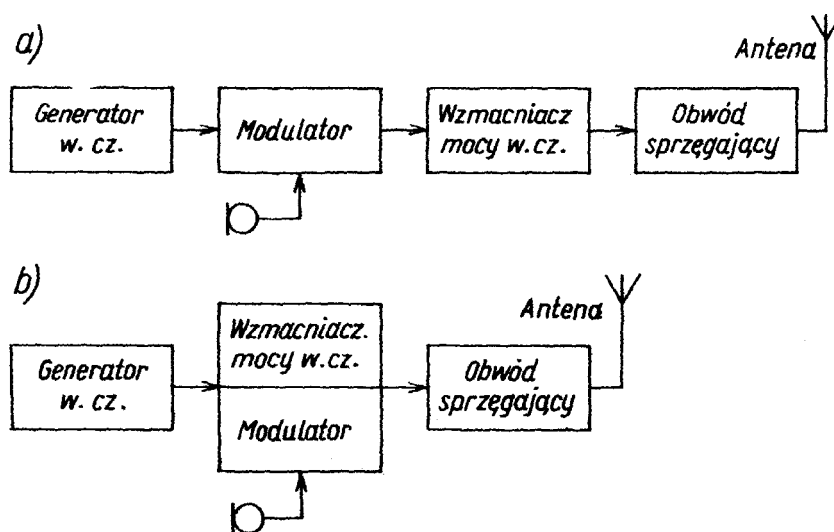 a)
Antena
Generator
w. cz.
Modulator
Wzmacniacz
mocy w.cz.
Obwód
sprzęgający
b)
Antena
Generator
w. cz.
Wzmacniacz.
mocy w.cz.
Modulator
Obwód
sprzęgający